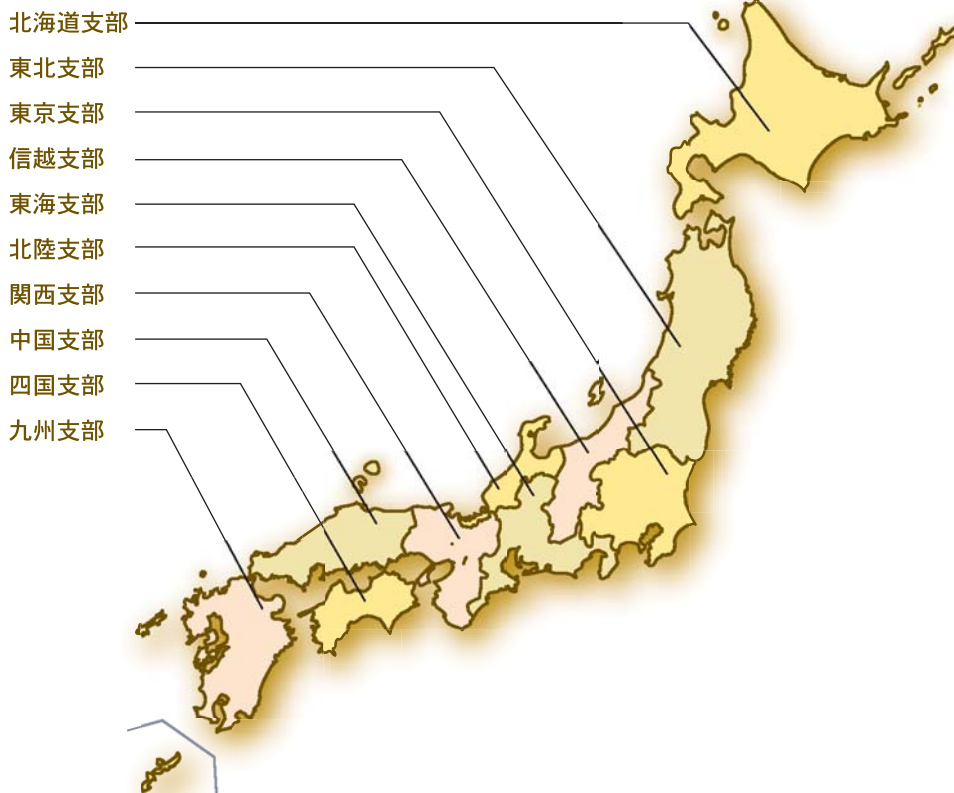 北海道支部
東北支部
東京支部
信越支部
東海支部
北陸支部
関西支部
中国支部
四国支部
九州支部